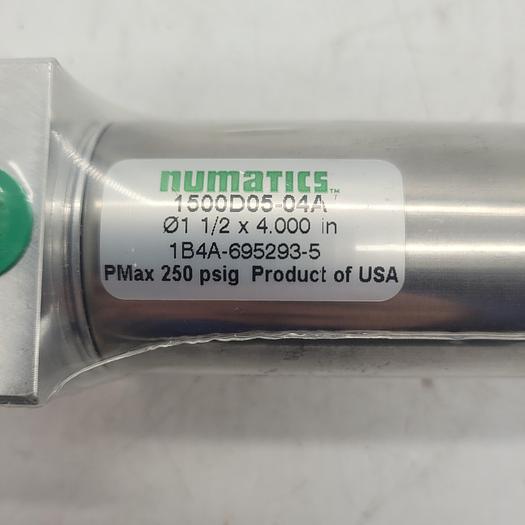 numatics™
1500D05-04A
Ø1 1/2 x 4.000 in
1B4A-695293-5
PMax 250 psig Product of USA